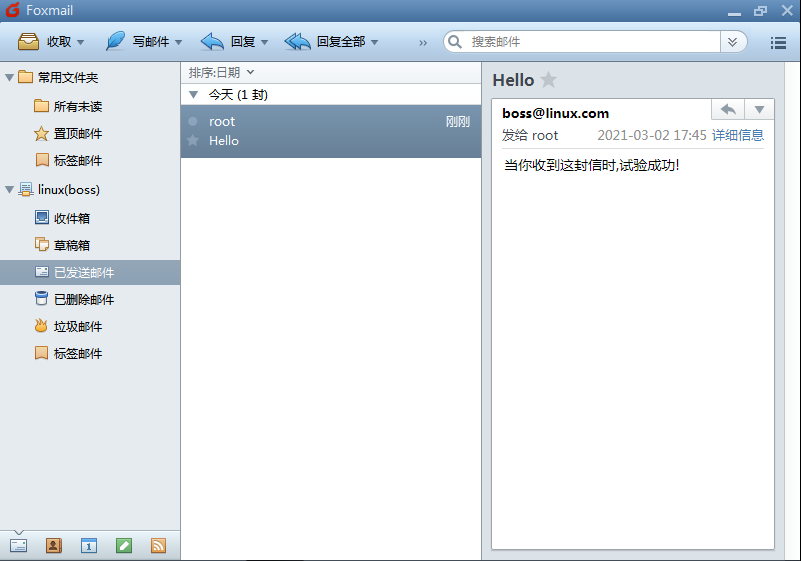 Foxmail
收取 写邮件 回复 回复全部 » 搜索邮件
常用文件夹
所有未读
置顶邮件
标签邮件
linux(boss)
收件箱
草稿箱
已发送邮件
已删除邮件
垃圾邮件
标签邮件
1
排序:日期
今天 (1 封)
root 刚刚
Hello
Hello
boss@linux.com
发给 root 2021-03-02 17:45 详细信息
当你收到这封信时,试验成功!